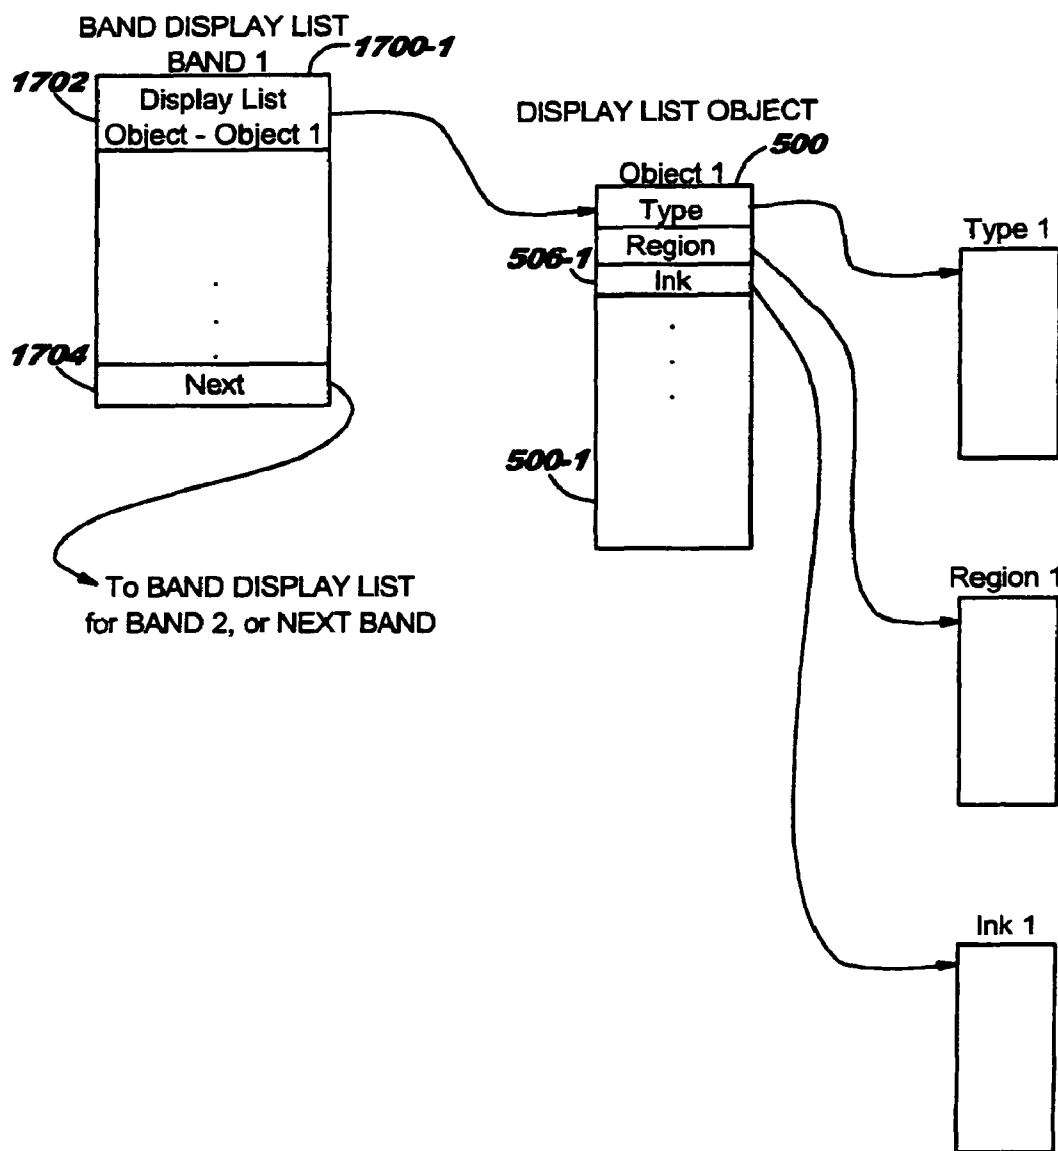 BAND DISPLAY LIST
BAND 1
1700-1
1702
Display List
Object - Object 1
1704
Next
To BAND DISPLAY LIST
for BAND 2, or NEXT BAND
DISPLAY LIST OBJECT
500
Object 1
Type
Region
506-1
Ink
500-1
Type 1
Region 1
Ink 1